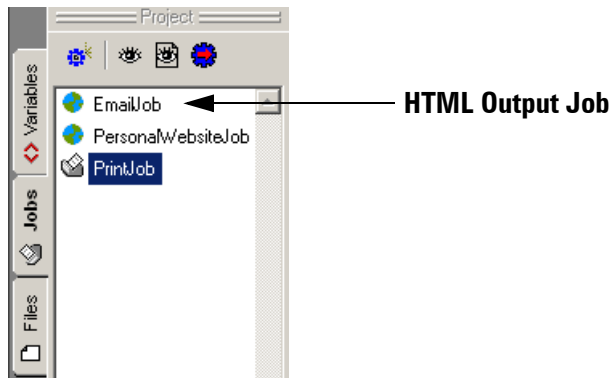 Project
Variables
Jobs
Files
EmailJob
HTML Output Job
PersonalWebsiteJob
PrintJob